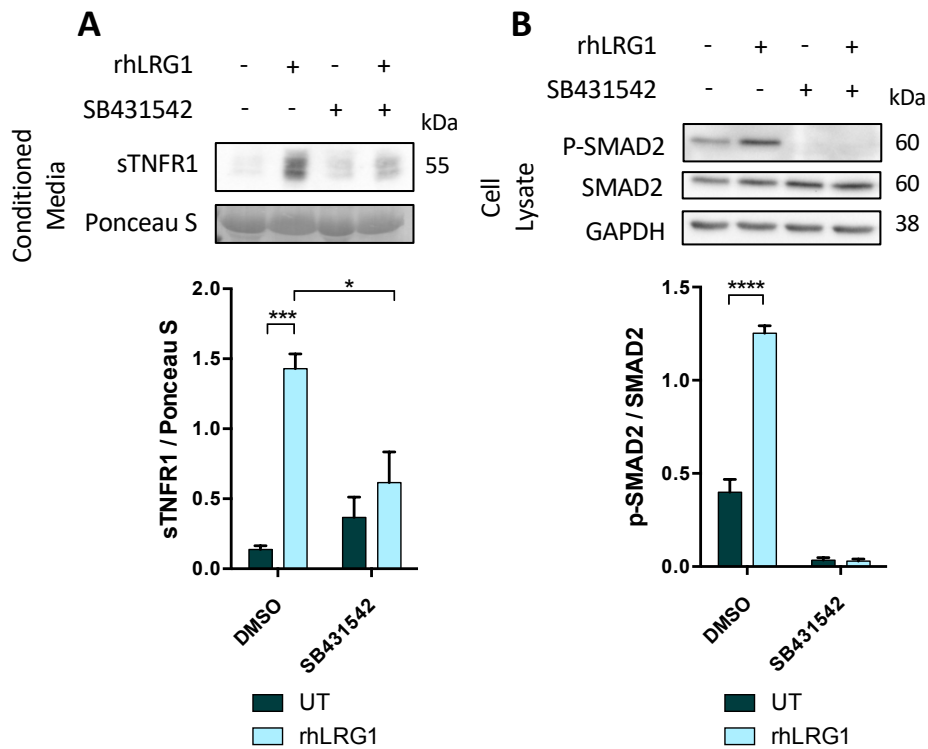 A
rhLRG1 - + - +
SB431542 - - + +
kDa
Conditioned
Media
sTNFR1 55
Ponceau S
sTNFR1 / Ponceau S
2.0
1.5
1.0
0.5
0.0
***
*
DMSO
SB431542
UT
rhLRG1
B
rhLRG1 - + - +
SB431542 - - + +
kDa
Cell
Lysate
P-SMAD2 60
SMAD2 60
GAPDH 38
p-SMAD2 / SMAD2
1.5
1.0
0.5
0.0
****
DMSO
SB431542
UT
rhLRG1